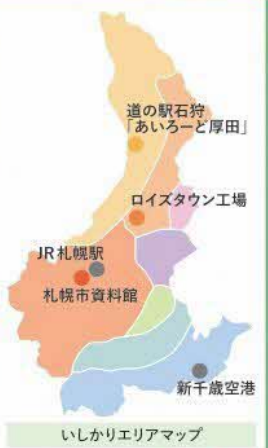 道の駅石狩
「あいろーど厚田」
ロイズタウン工場
JR札幌駅
札幌市資料館
新千歳空港
いしかりエリアマップ